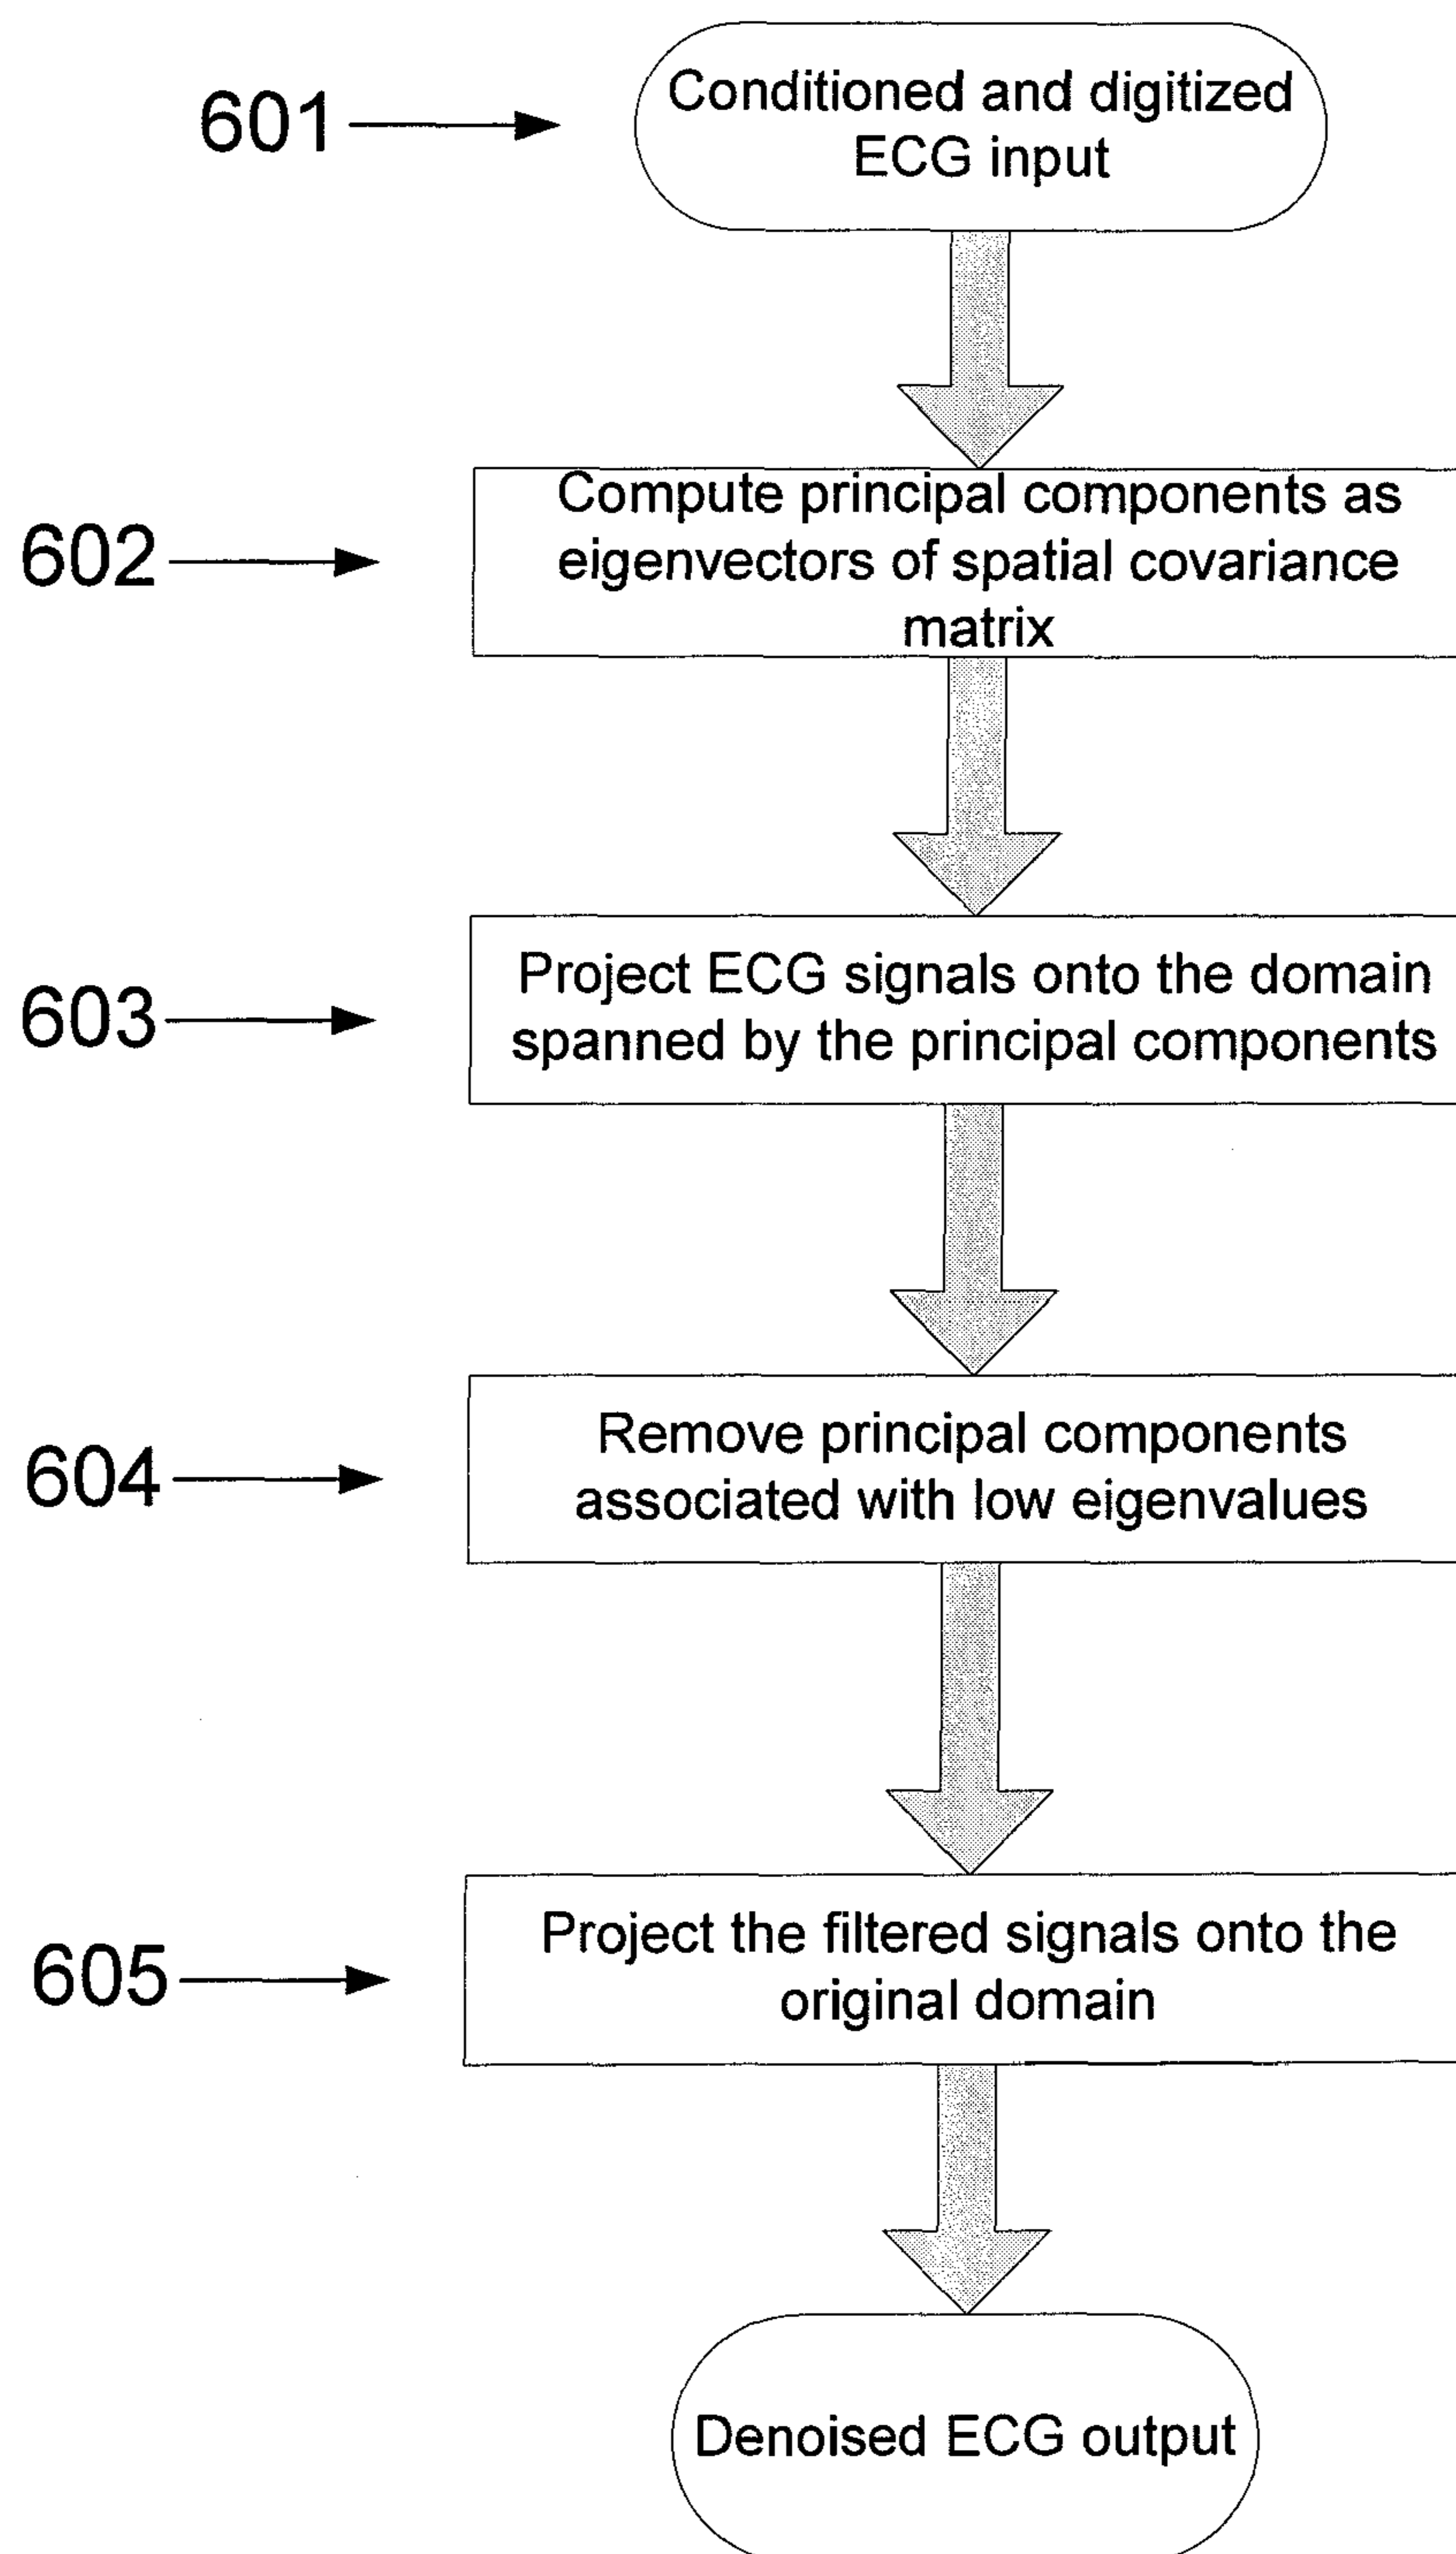 601
Conditioned and digitized
ECG input
602
Compute principal components as
eigenvectors of spatial covariance
matrix
603
Project ECG signals onto the domain
spanned by the principal components
604
Remove principal components
associated with low eigenvalues
605
Project the filtered signals onto the
original domain
Denoised ECG output